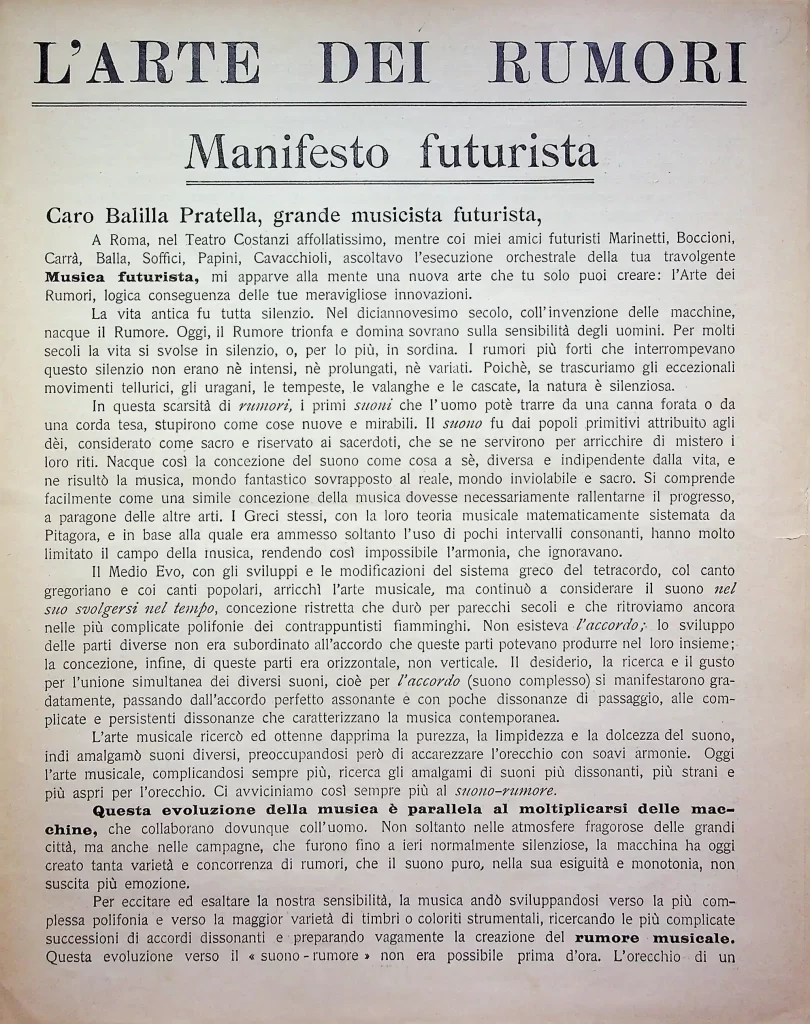 L'ARTE DEI RUMORI
Manifesto futurista
Caro Balilla Pratella, grande musicista futurista,
A Roma, nel Teatro Costanzi affollatissimo, mentre coi miei amici futuristi Marinetti, Boccioni,
Carrà, Balla, Soffici, Papini, Cavacchioli, ascoltavo l'esecuzione orchestrale della tua travolgente
Musica futurista, mi apparve alla mente una nuova arte che tu solo puoi creare: l'Arte dei
Rumori, logica conseguenza delle tue meravigliose innovazioni.
La vita antica fu tutta silenzio. Nel diciannovesimo secolo, coll'invenzione delle macchine,
nacque il Rumore. Oggi, il Rumore trionfa e domina sovrano sulla sensibilità degli uomini. Per molti
secoli la vita si svolse in silenzio, o, per lo più, in sordina. I rumori più forti che interrompevano
questo silenzio non erano nè intensi, nè prolungati, nè variati. Poichè, se trascuriamo gli eccezionali
movimenti tellurici, gli uragani, le tempeste, le valanghe e le cascate, la natura è silenziosa.
In questa scarsità di rumori, i primi suoni che l'uomo potè trarre da una canna forata o da
una corda tesa, stupirono come cose nuove e mirabili. Il suono fu dai popoli primitivi attribuito agli
dèi, considerato come sacro e riservato ai sacerdoti, che se ne servirono per arricchire di mistero i
loro riti. Nacque così la concezione del suono come cosa a sè, diversa e indipendente dalla vita, e
ne risultò la musica, mondo fantastico sovrapposto al reale, mondo inviolabile e sacro. Si comprende
facilmente come una simile concezione della musica dovesse necessariamente rallentarne il progresso,
a paragone delle altre arti. I Greci stessi, con la loro teoria musicale matematicamente sistemata da
Pitagora, e in base alla quale era ammesso soltanto l'uso di pochi intervalli consonanti, hanno molto
limitato il campo della musica, rendendo così impossibile l'armonia, che ignoravano.
Il Medio Evo, con gli sviluppi e le modificazioni del sistema greco del tetracordo, col canto
gregoriano e coi canti popolari, arricchì l'arte musicale, ma continuò a considerare il suono nel
suo svolgersi nel tempo, concezione ristretta che durò per parecchi secoli e che ritroviamo ancora
nelle più complicate polifonie dei contrappuntisti fiamminghi. Non esisteva l'accordo; lo sviluppo
delle parti diverse non era subordinato all'accordo che queste parti potevano produrre nel loro insieme;
la concezione, infine, di queste parti era orizzontale, non verticale. Il desiderio, la ricerca e il gusto
per l'unione simultanea dei diversi suoni, cioè per l'accordo (suono complesso) si manifestarono gra-
datamente, passando dall'accordo perfetto assonante e con poche dissonanze di passaggio, alle com-
plicate e persistenti dissonanze che caratterizzano la musica contemporanea.
L'arte musicale ricercò ed ottenne dapprima la purezza, la limpidezza e la dolcezza del suono,
indi amalgamò suoni diversi, preoccupandosi però di accarezzare l'orecchio con soavi armonie. Oggi
l'arte musicale, complicandosi sempre più, ricerca gli amalgami di suoni più dissonanti, più strani e
più aspri per l'orecchio. Ci avviciniamo così sempre più al suono-rumore.
Questa evoluzione della musica è parallela al moltiplicarsi delle mac-
chine, che collaborano dovunque coll'uomo. Non soltanto nelle atmosfere fragorose delle grandi
città, ma anche nelle campagne, che furono fino a ieri normalmente silenziose, la macchina ha oggi
creato tanta varietà e concorrenza di rumori, che il suono puro, nella sua esiguità e monotonia, non
suscita più emozione.
Per eccitare ed esaltare la nostra sensibilità, la musica andò sviluppandosi verso la più com-
plessa polifonia e verso la maggior varietà di timbri o coloriti strumentali, ricercando le più complicate
successioni di accordi dissonanti e preparando vagamente la creazione del rumore musicale.
Questa evoluzione verso il « suono-rumore » non era possibile prima d'ora. L'orecchio di un